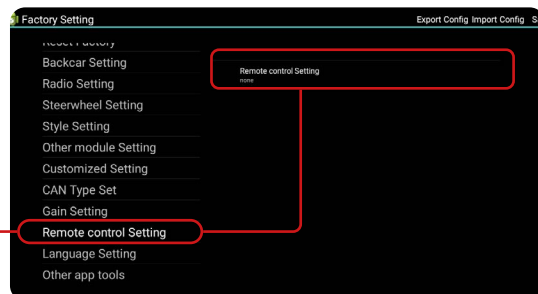 Factory Setting
Export Config Import Config
Backcar Setting
Radio Setting
Steerwheel Setting
Style Setting
Other module Setting
Customized Setting
CAN Type Set
Gain Setting
Remote control Setting
Language Setting
Other app tools
Remote control Setting
none